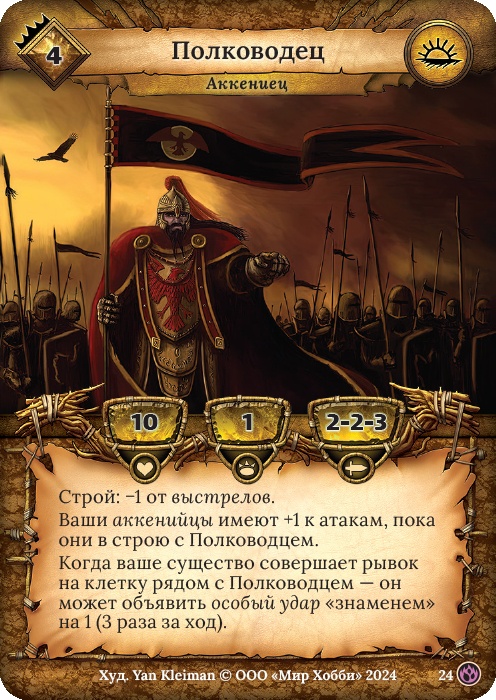 4
Полководец
Аккениец
10
1
2-2-3
Строй: −1 от выстрелов.
Ваши аккенийцы имеют +1 к атакам, пока
они в строю с Полководцем.
Когда ваше существо совершает рывок
на клетку рядом с Полководцем — он
может объявить особый удар «знаменем»
на 1 (3 раза за ход).
Худ. Yan Kleiman © ООО «Мир Хобби» 2024
24